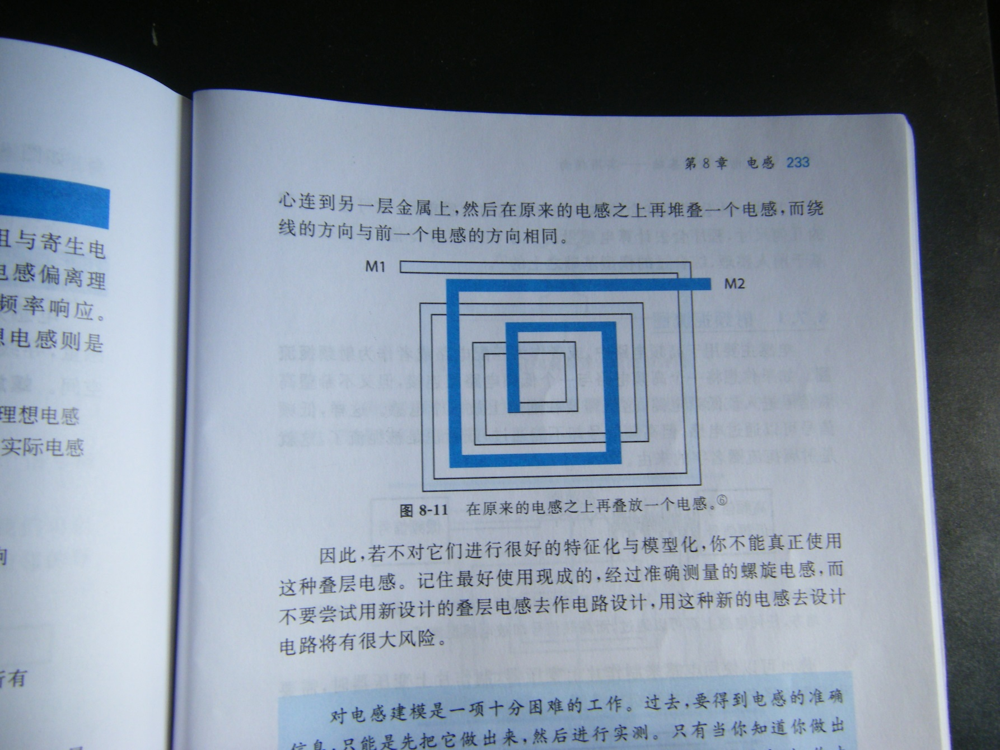 且与寄生电
电感偏离理
频率响应。
想电感则是
理想电感
实际电感
向
所有
第8章 电感 233
心连到另一层金属上,然后在原来的电感之上再堆叠一个电感,而绕
线的方向与前一个电感的方向相同。
M1
M2
图 8-11 在原来的电感之上再叠放一个电感。⑥
因此,若不对它们进行很好的特征化与模型化,你不能真正使用
这种叠层电感。记住最好使用现成的,经过准确测量的螺旋电感,而
不要尝试用新设计的叠层电感去作电路设计,用这种新的电感去设计
电路将有很大风险。
对电感建模是一项十分困难的工作。过去,要得到电感的准确
信息,只能是先把它做出来,然后进行实测。只有当你知道你做出